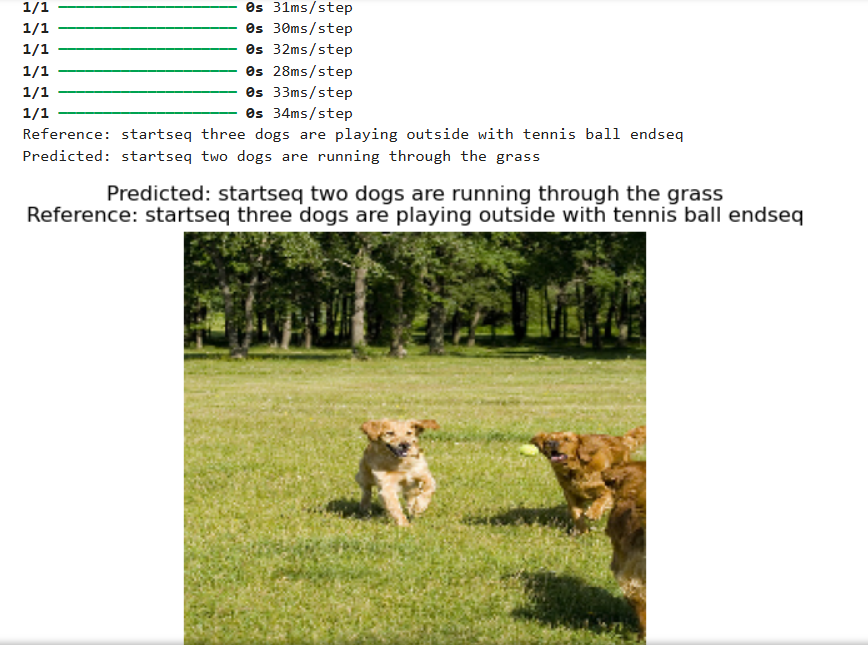 1/1 ━━━━━━━━━━━━━━━━━━━━ 0s 31ms/step
1/1 ━━━━━━━━━━━━━━━━━━━━ 0s 30ms/step
1/1 ━━━━━━━━━━━━━━━━━━━━ 0s 32ms/step
1/1 ━━━━━━━━━━━━━━━━━━━━ 0s 28ms/step
1/1 ━━━━━━━━━━━━━━━━━━━━ 0s 33ms/step
1/1 ━━━━━━━━━━━━━━━━━━━━ 0s 34ms/step
Reference: startseq three dogs are playing outside with tennis ball endseq
Predicted: startseq two dogs are running through the grass
Predicted: startseq two dogs are running through the grass
Reference: startseq three dogs are playing outside with tennis ball endseq